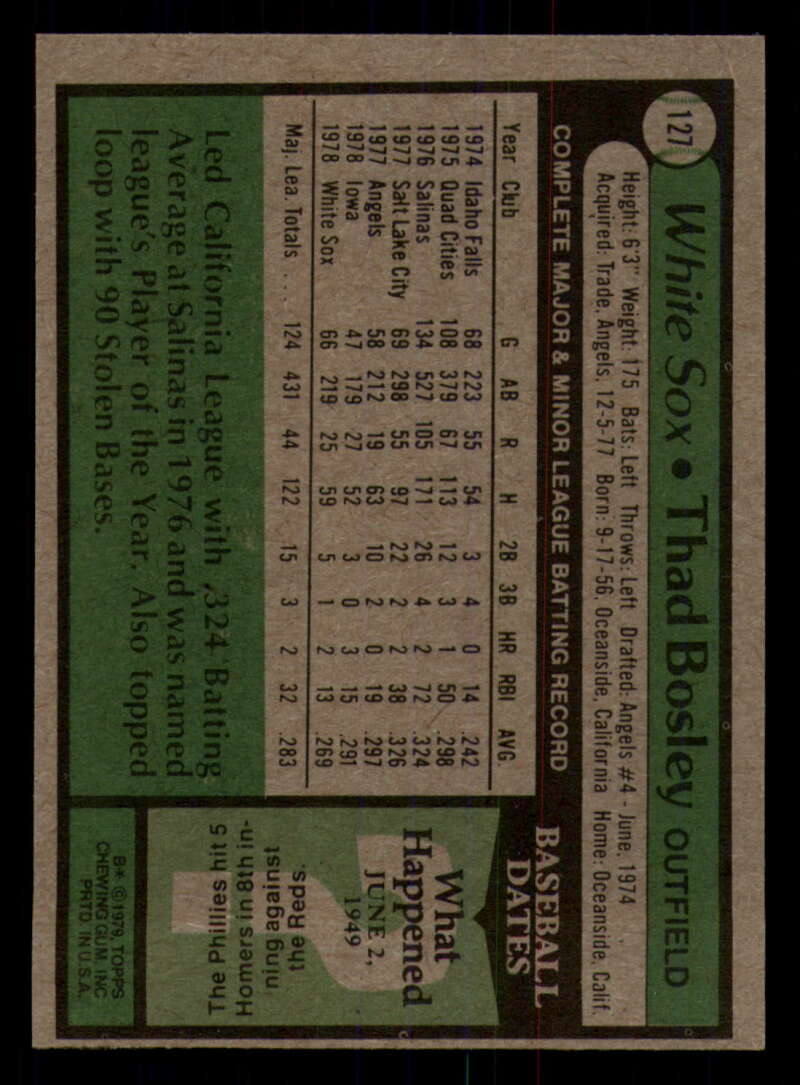 127
White Sox • Thad Bosley OUTFIELD
Height: 6'3" Weight: 175 Bats: Left Throws: Left Drafted: Angels #4 - June, 1974
Acquired: Trade, Angels, 12-5-77 Born: 9-17-56, Oceanside, California Home: Oceanside, Calif.
COMPLETE MAJOR & MINOR LEAGUE BATTING RECORD
Year Club G AB R H 2B 3B HR RBI AVG.
1974 Idaho Falls 68 223 55 54 3 4 0 14 .242
1975 Quad Cities 108 379 67 113 12 3 1 50 .298
1976 Salinas 134 527 105 171 26 4 2 72 .324
1977 Salt Lake City 69 298 55 97 22 2 2 38 .326
1977 Angels 58 212 19 63 10 2 0 19 .297
1978 Iowa 47 179 27 52 3 0 3 15 .291
1978 White Sox 66 219 25 59 5 1 2 13 .269
Maj. Lea. Totals ... 124 431 44 122 15 3 2 32 .283
Led California League with .324 Batting
Average at Salinas in 1976 and was named
league's Player of the Year. Also topped
loop with 90 Stolen Bases.
BASEBALL
DATES
What
Happened
JUNE 2,
1949
The Phillies hit 5
Homers in 8th in-
ning against
the Reds.
B* © 1979, TOPPS
CHEWING GUM, INC
PRTD. IN U.S.A.